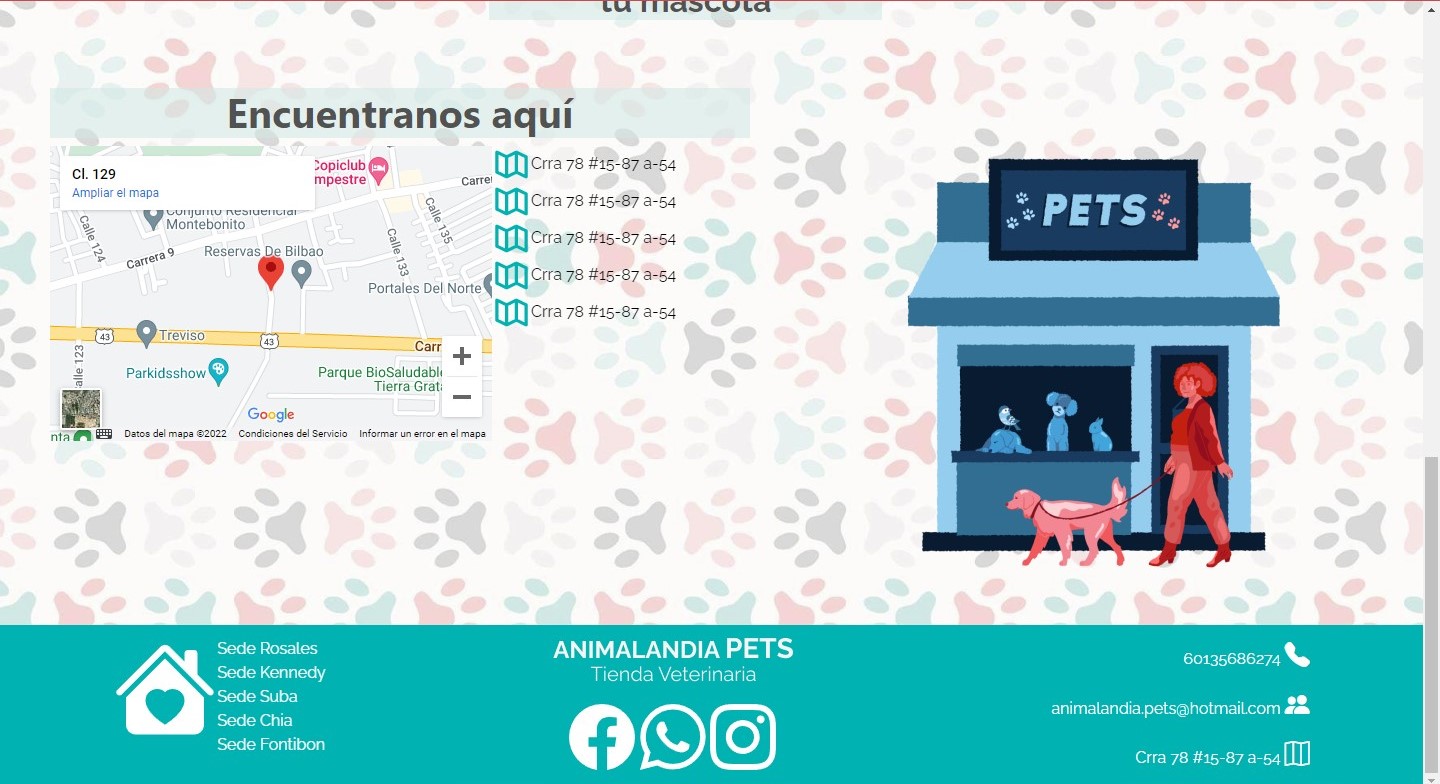 tu mascota
Encuentranos aquí
Cl. 129
Ampliar el mapa
Copiclub
mpestre
Conjunto Residencial
Montebonito
Calle 124
Carrera 9
Reservas De Bilbao
Calle 133
Calle 135
Portales Del Norte
43
Treviso
43
alle 123
Parkidsshow
Parque BioSaludable
Google
Datos del mapa ©2022
Condiciones del Servicio
Informar un error en el mapa
Crra 78 #15-87 a-54
Crra 78 #15-87 a-54
Crra 78 #15-87 a-54
Crra 78 #15-87 a-54
Crra 78 #15-87 a-54
PETS
Sede Rosales
Sede Kennedy
Sede Suba
Sede Chia
Sede Fontibon
ANIMALANDIA PETS
Tienda Veterinaria
60135686274
animalandia.pets@hotmail.com
Crra 78 #15-87 a-54